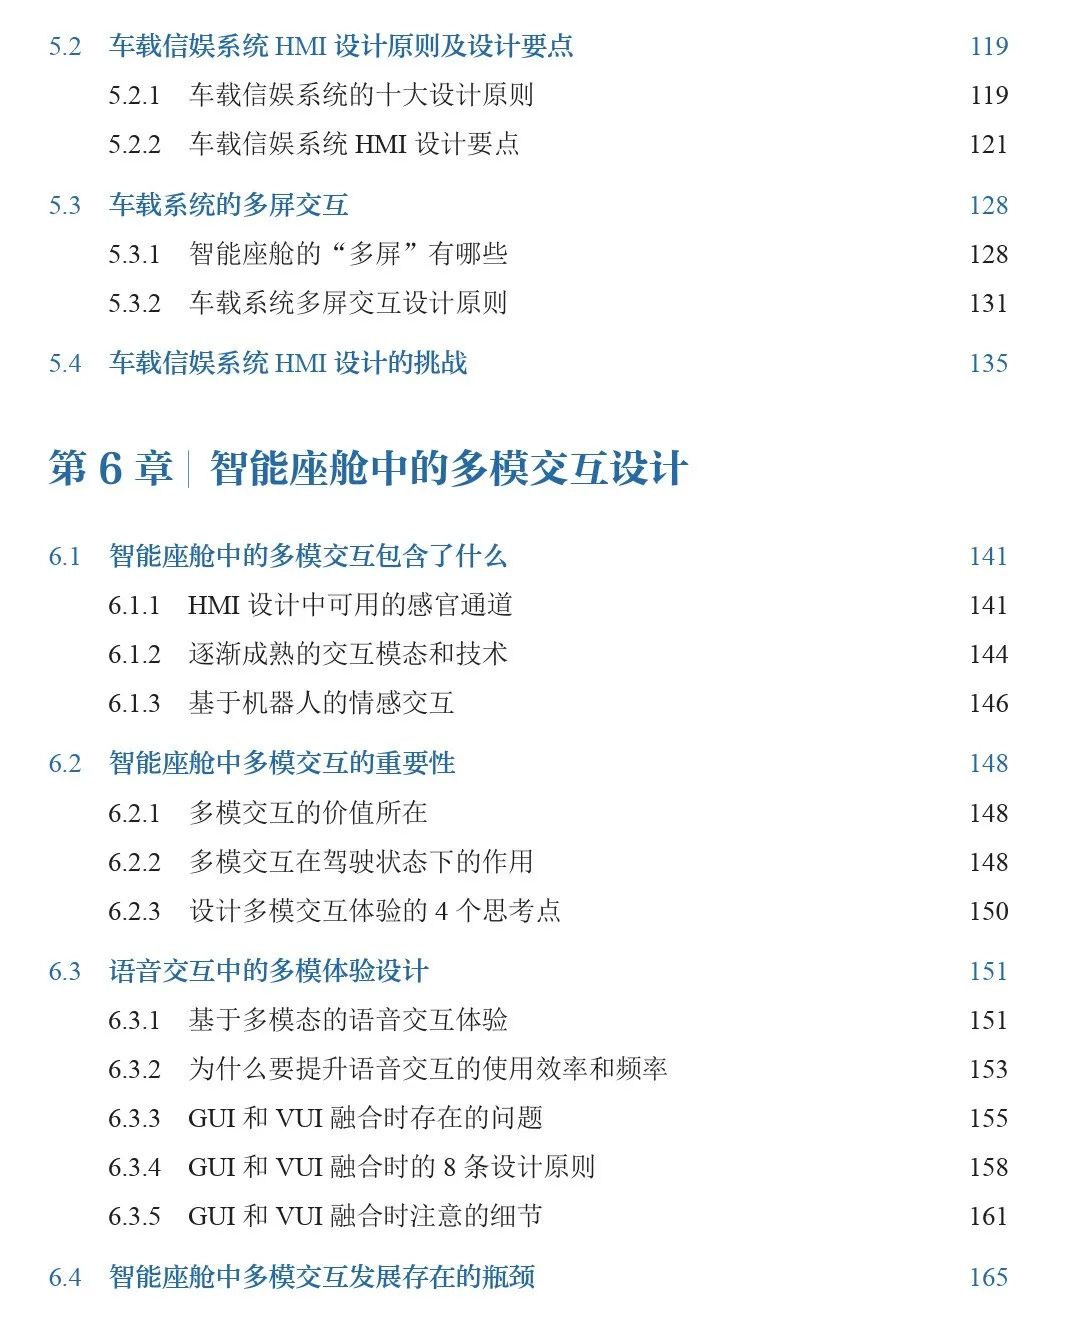 5.2 车载信娱系统 HMI 设计原则及设计要点 119
5.2.1 车载信娱系统的十大设计原则 119
5.2.2 车载信娱系统 HMI 设计要点 121
5.3 车载系统的多屏交互 128
5.3.1 智能座舱的“多屏”有哪些 128
5.3.2 车载系统多屏交互设计原则 131
5.4 车载信娱系统 HMI 设计的挑战 135
第 6 章 | 智能座舱中的多模交互设计
6.1 智能座舱中的多模交互包含了什么 141
6.1.1 HMI 设计中可用的感官通道 141
6.1.2 逐渐成熟的交互模态和技术 144
6.1.3 基于机器人的情感交互 146
6.2 智能座舱中多模交互的重要性 148
6.2.1 多模交互的价值所在 148
6.2.2 多模交互在驾驶状态下的作用 148
6.2.3 设计多模交互体验的 4 个思考点 150
6.3 语音交互中的多模体验设计 151
6.3.1 基于多模态的语音交互体验 151
6.3.2 为什么要提升语音交互的使用效率和频率 153
6.3.3 GUI 和 VUI 融合时存在的问题 155
6.3.4 GUI 和 VUI 融合时的 8 条设计原则 158
6.3.5 GUI 和 VUI 融合时注意的细节 161
6.4 智能座舱中多模交互发展存在的瓶颈 165